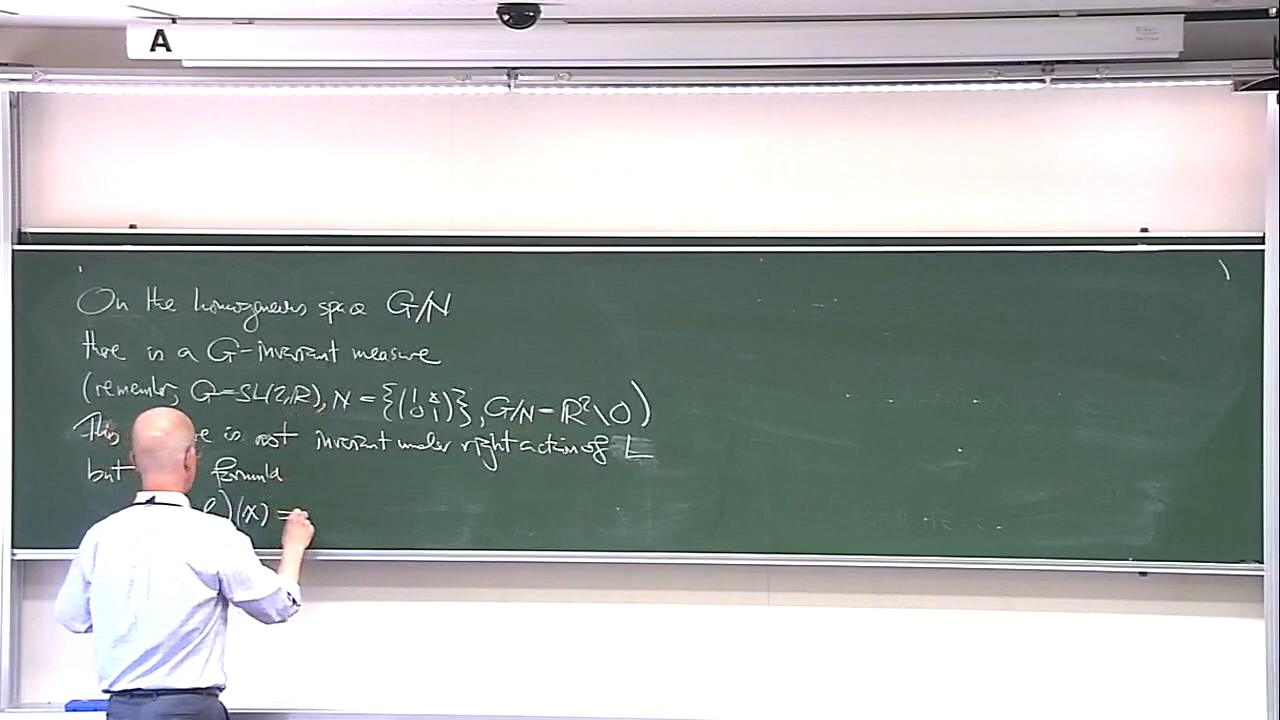 A
On the homogeneous space G/N
there is a G-invariant measure
(remember, G=SL(2,R), N = {(1 x 0 1)}, G/N = R²\0)
This is not invariant under right action of L
but formula
)(x) =